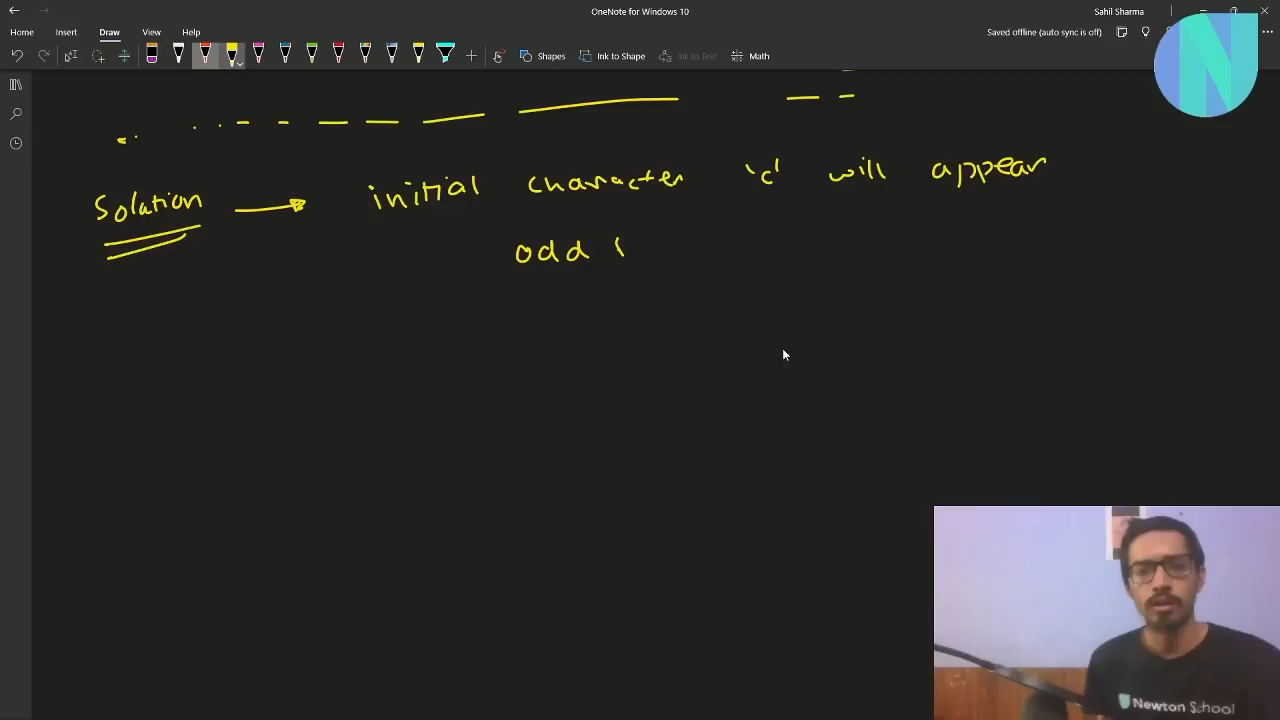 OneNote for Windows 10
Sahil Sharma
Home Insert Draw View Help
Saved offline (auto sync is off)
Shapes Ink to Shape Ink to Text Math
Solution → initial character 'c' will appear
odd (
Newton School